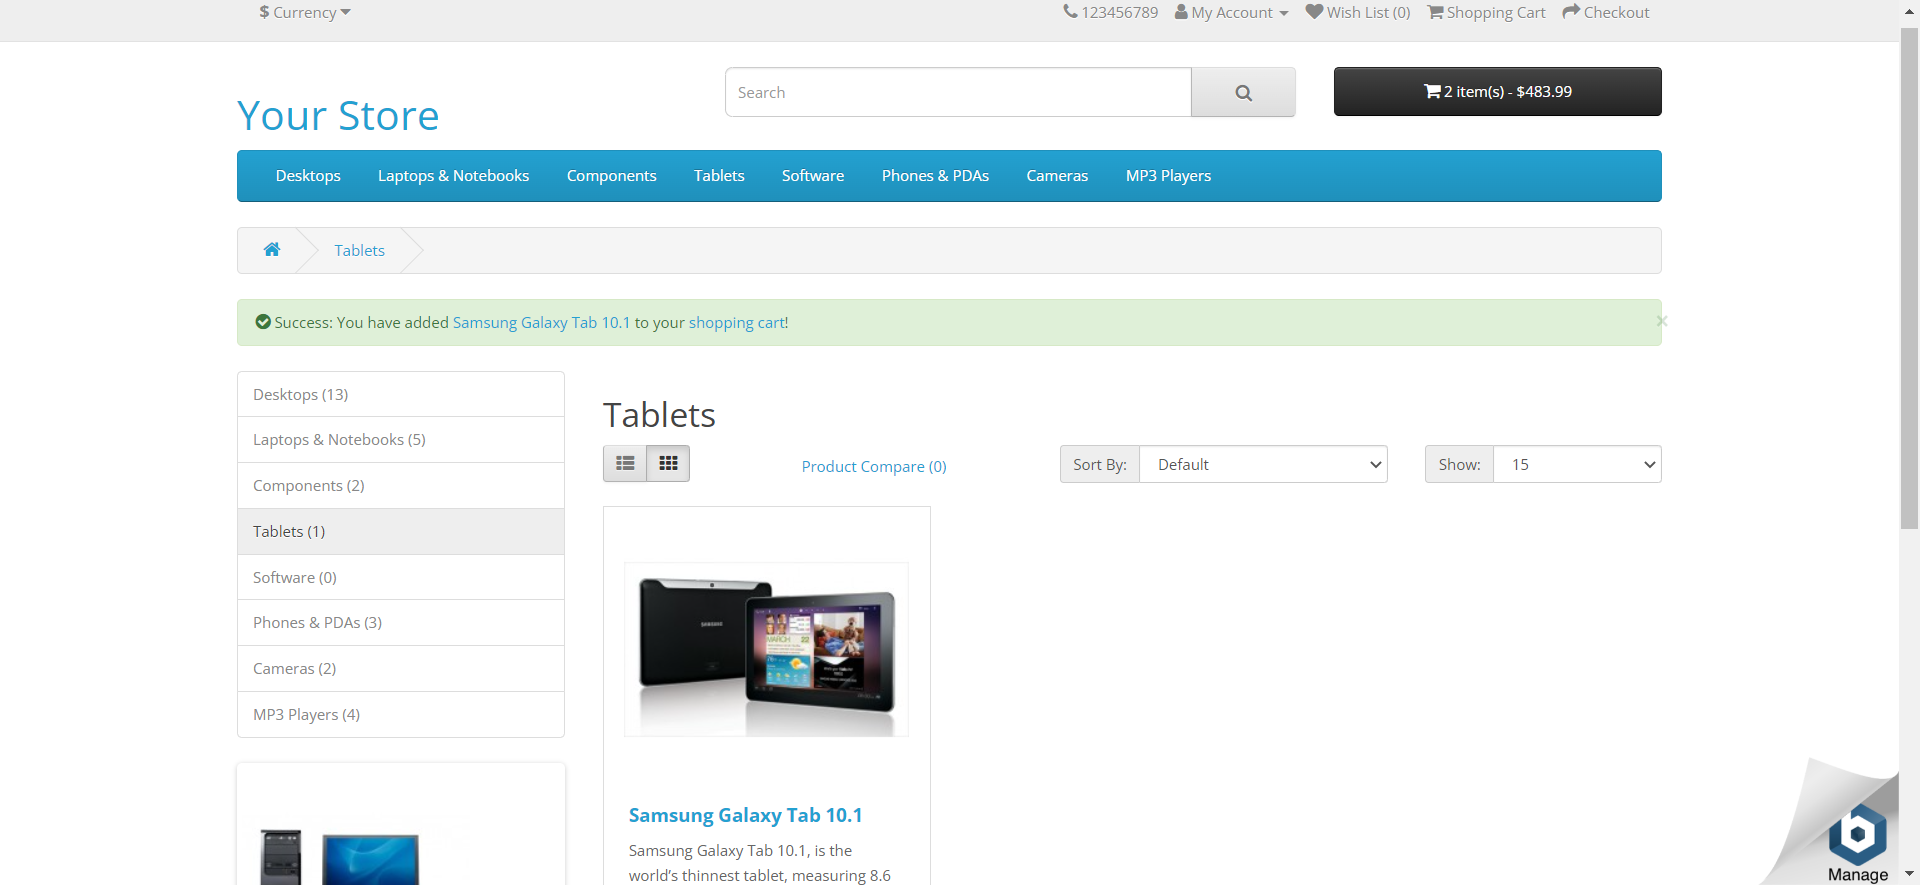 $ Currency
123456789 My Account Wish List (0) Shopping Cart Checkout
Your Store
Search
2 item(s) - $483.99
Desktops Laptops & Notebooks Components Tablets Software Phones & PDAs Cameras MP3 Players
Tablets
Success: You have added Samsung Galaxy Tab 10.1 to your shopping cart!
×
Desktops (13)
Laptops & Notebooks (5)
Components (2)
Tablets (1)
Software (0)
Phones & PDAs (3)
Cameras (2)
MP3 Players (4)
Tablets
Product Compare (0)
Sort By: Default
Show: 15
SAMSUNG
MARCH 22
Samsung Galaxy Tab 10.1
Samsung Galaxy Tab 10.1, is the
world’s thinnest tablet, measuring 8.6
b
Manage